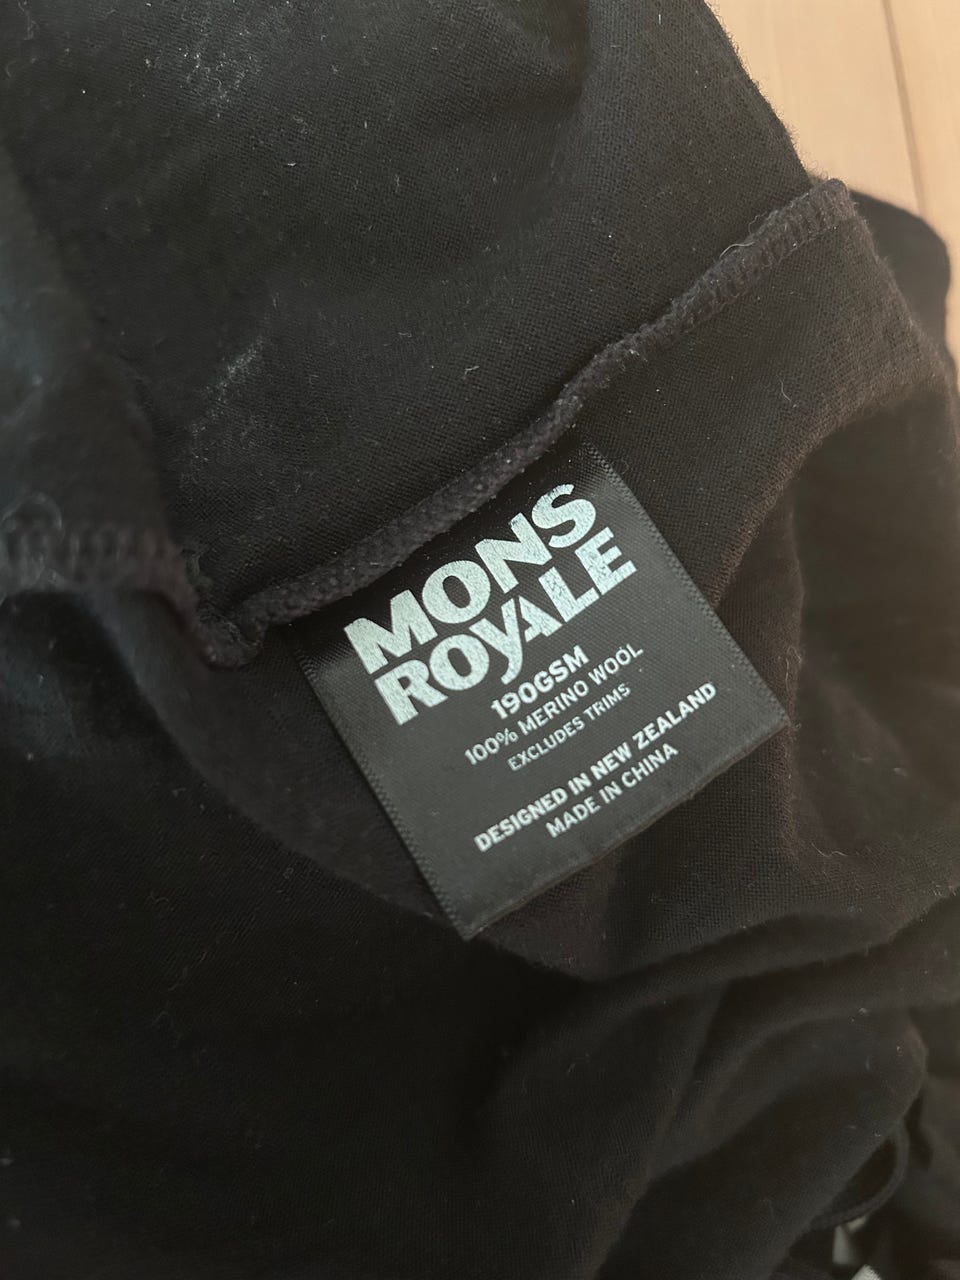 MONS
ROYALE
190GSM
100% MERINO WOOL
EXCLUDES TRIMS
DESIGNED IN NEW ZEALAND
MADE IN CHINA